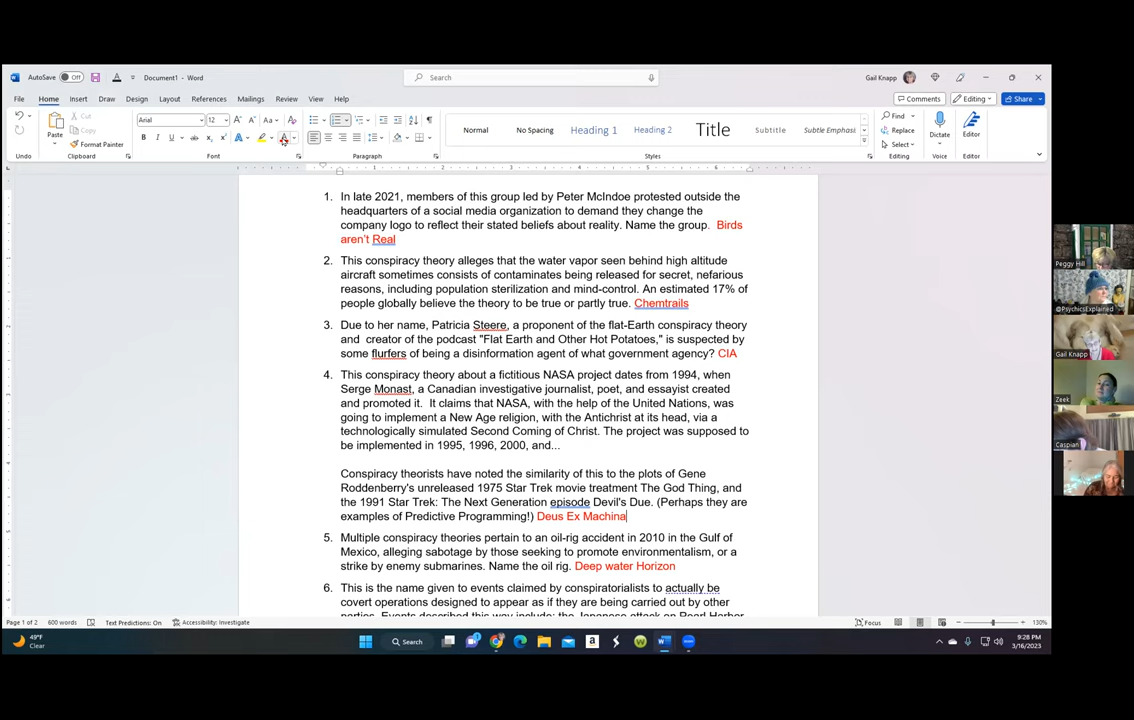 AutoSave Off
Document1 - Word
Search
Gail Knapp
File Home Insert Draw Design Layout References Mailings Review View Help
Comments Editing Share
Paste
Cut
Copy
Format Painter
Arial 12
Normal No Spacing Heading 1 Heading 2 Title Subtitle Subtle Emphasis
Find
Replace
Select
Dictate Editor
Undo Clipboard Font Paragraph Styles Editing Voice Editor
1. In late 2021, members of this group led by Peter McIndoe protested outside the
headquarters of a social media organization to demand they change the
company logo to reflect their stated beliefs about reality. Name the group. Birds
aren't Real
2. This conspiracy theory alleges that the water vapor seen behind high altitude
aircraft sometimes consists of contaminates being released for secret, nefarious
reasons, including population sterilization and mind-control. An estimated 17% of
people globally believe the theory to be true or partly true. Chemtrails
3. Due to her name, Patricia Steere, a proponent of the flat-Earth conspiracy theory
and creator of the podcast "Flat Earth and Other Hot Potatoes," is suspected by
some flurfers of being a disinformation agent of what government agency? CIA
4. This conspiracy theory about a fictitious NASA project dates from 1994, when
Serge Monast, a Canadian investigative journalist, poet, and essayist created
and promoted it. It claims that NASA, with the help of the United Nations, was
going to implement a New Age religion, with the Antichrist at its head, via a
technologically simulated Second Coming of Christ. The project was supposed to
be implemented in 1995, 1996, 2000, and...
Conspiracy theorists have noted the similarity of this to the plots of Gene
Roddenberry's unreleased 1975 Star Trek movie treatment The God Thing, and
the 1991 Star Trek: The Next Generation episode Devil's Due. (Perhaps they are
examples of Predictive Programming!) Deus Ex Machina
5. Multiple conspiracy theories pertain to an oil-rig accident in 2010 in the Gulf of
Mexico, alleging sabotage by those seeking to promote environmentalism, or a
strike by enemy submarines. Name the oil rig. Deep water Horizon
6. This is the name given to events claimed by conspiratorialists to actually be
covert operations designed to appear as if they are being carried out by other
parties. Events described this way include: the Japanese attack on Pearl Harbor
Page 1 of 2 600 words Text Predictions: On Accessibility: Investigate
Focus 130%
49°F
Clear
Search
9:28 PM
3/16/2023
Peggy Hill
@PsychicsExplained
Gail Knapp
Zeek
Caspian